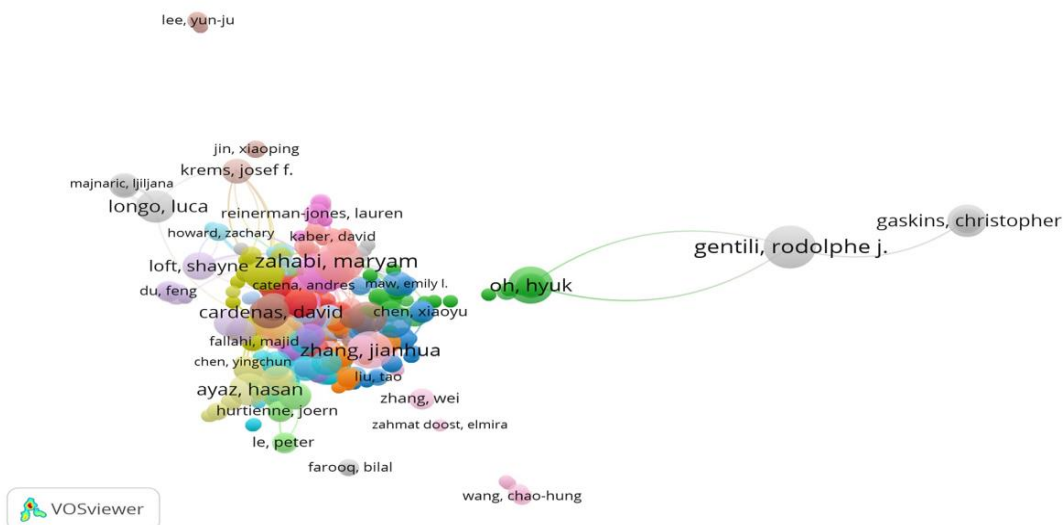 lee, yun-ju
jin, xiaoping
krems, josef f.
majnaric, ljiljana
longo, luca
reinerman-jones, lauren
gaskins, christopher
howard, zachary
kaber, david
gentili, rodolphe j.
zahabi, maryam
loft, shayne
catena, andres
maw, emily l.
oh, hyuk
du, feng
cardenas, david
chen, xiaoyu
fallahi, majid
zhang, jianhua
chen, yingchun
liu, tao
ayaz, hasan
zhang, wei
hurtienne, joern
zahmat doost, elmira
le, peter
farooq, bilal
wang, chao-hung
VOSviewer